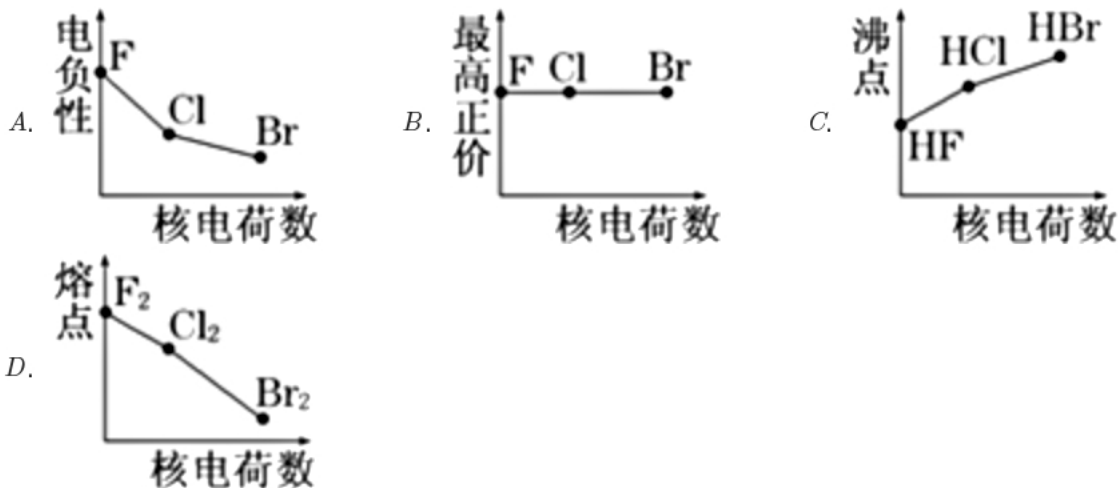 A. 电负性 F Cl Br 核电荷数
B. 最高正价 F Cl Br 核电荷数
C. 沸点 HF HCl HBr 核电荷数
D. 熔点 F₂ Cl₂ Br₂ 核电荷数